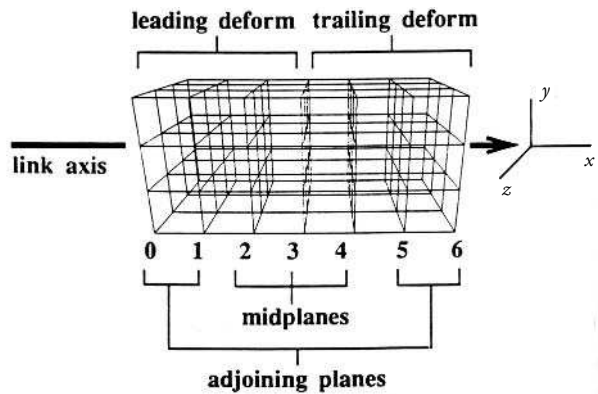 leading deform trailing deform
y
link axis
x
z
0 1 2 3 4 5 6
midplanes
adjoining planes